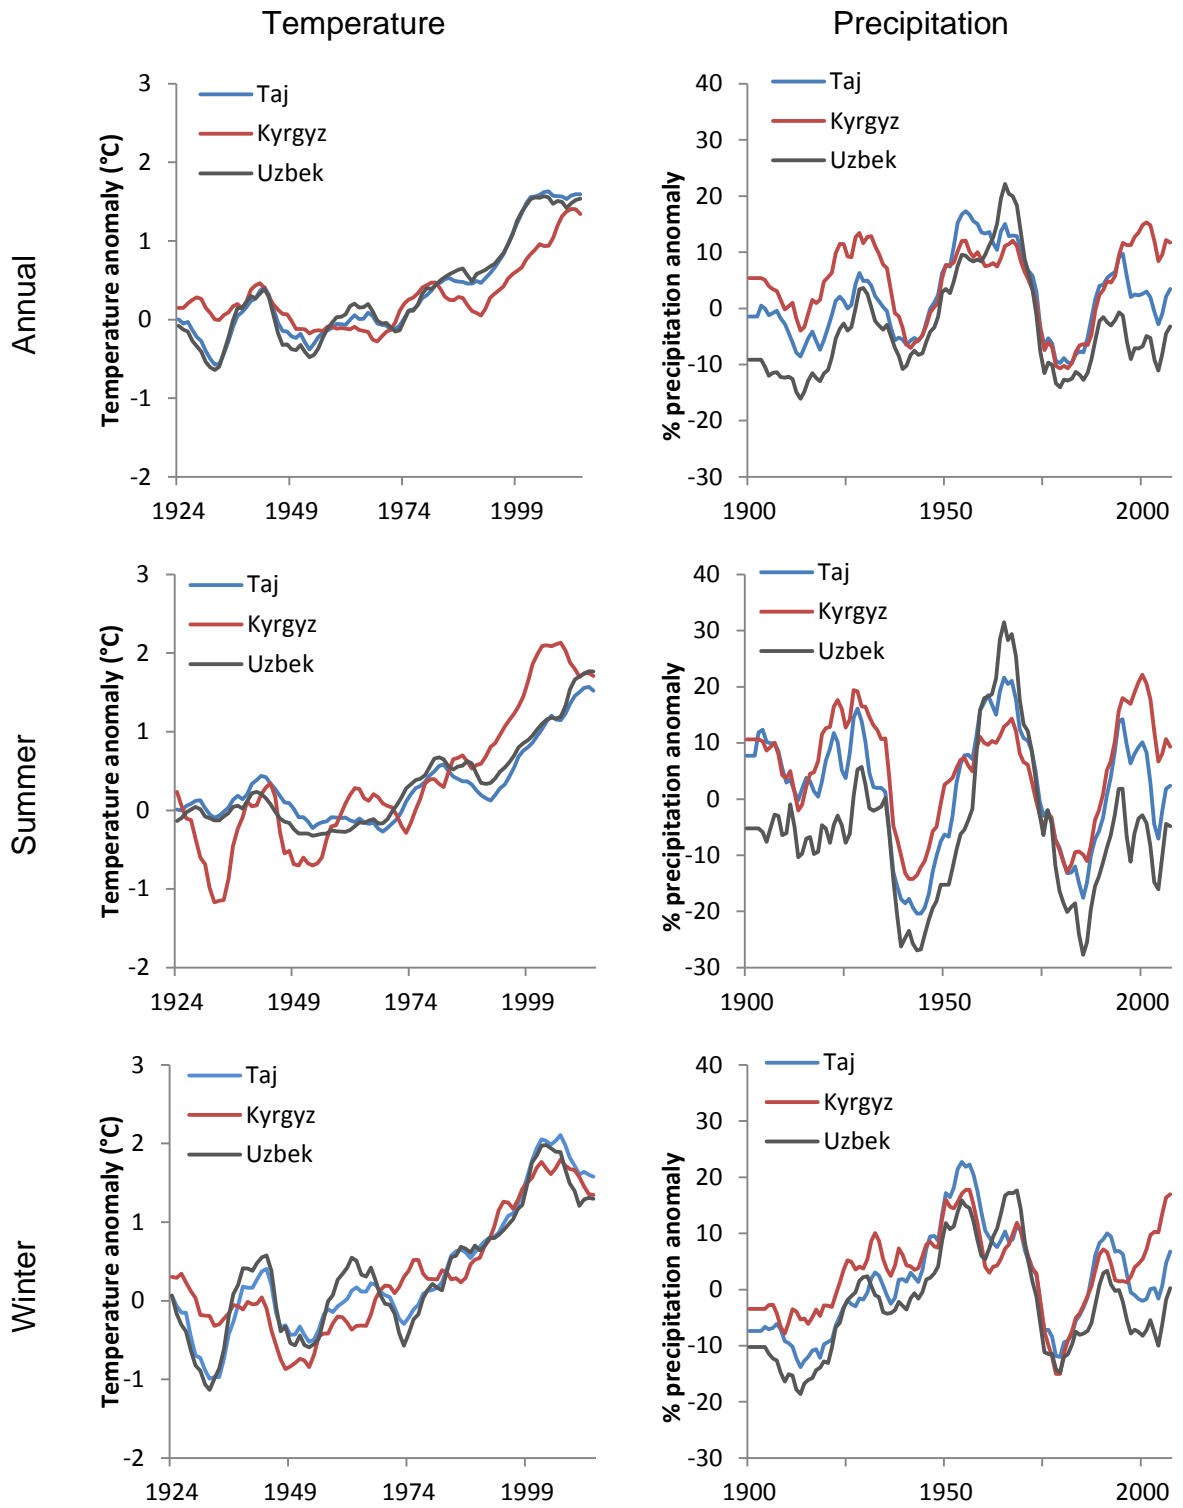 Temperature
Precipitation
Annual
Temperature anomaly (°C)
3
2
1
0
-1
-2
Taj
Kyrgyz
Uzbek
1924
1949
1974
1999
% precipitation anomaly
40
30
20
10
0
-10
-20
-30
Taj
Kyrgyz
Uzbek
1900
1950
2000
Summer
Temperature anomaly (°C)
3
2
1
0
-1
-2
Taj
Kyrgyz
Uzbek
1924
1949
1974
1999
% precipitation anomaly
40
30
20
10
0
-10
-20
-30
Taj
Kyrgyz
Uzbek
1900
1950
2000
Winter
Temperature anomaly (°C)
3
2
1
0
-1
-2
Taj
Kyrgyz
Uzbek
1924
1949
1974
1999
% precipitation anomaly
40
30
20
10
0
-10
-20
-30
Taj
Kyrgyz
Uzbek
1900
1950
2000